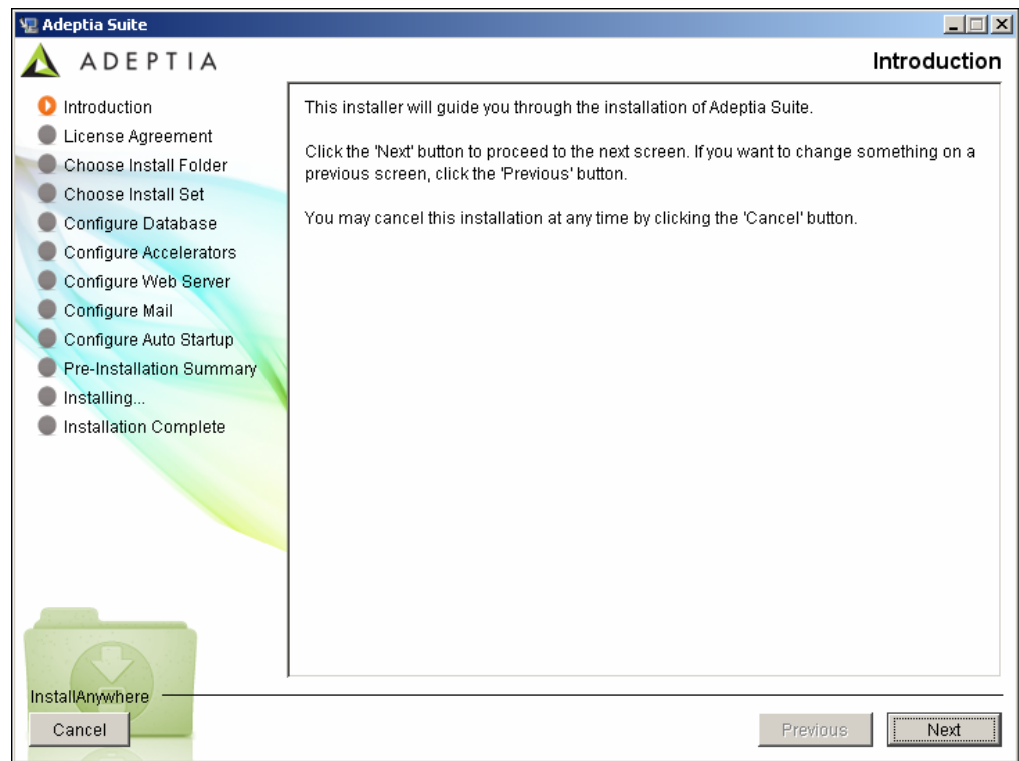 Adeptia Suite
ADEPTIA
Introduction
Introduction
License Agreement
Choose Install Folder
Choose Install Set
Configure Database
Configure Accelerators
Configure Web Server
Configure Mail
Configure Auto Startup
Pre-Installation Summary
Installing...
Installation Complete
This installer will guide you through the installation of Adeptia Suite.
Click the 'Next' button to proceed to the next screen. If you want to change something on a
previous screen, click the 'Previous' button.
You may cancel this installation at any time by clicking the 'Cancel' button.
InstallAnywhere
Cancel
Previous
Next